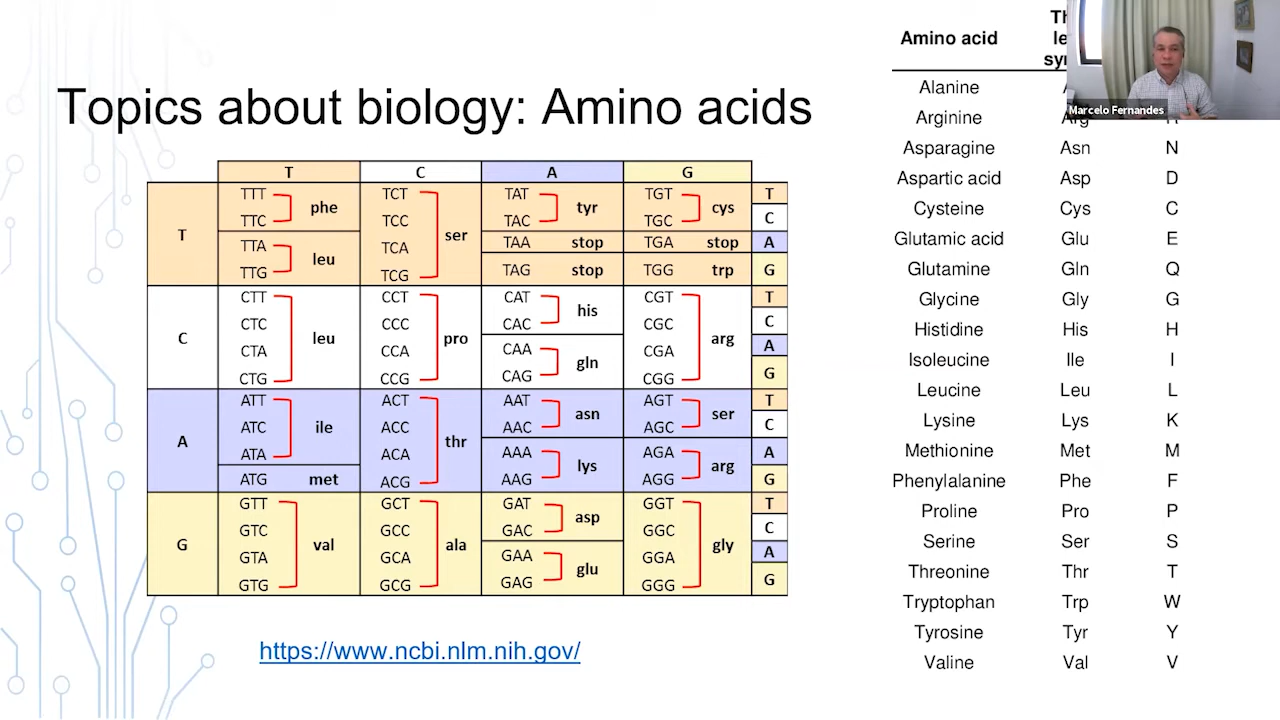 Topics about biology: Amino acids
T C A G
TTT TCT TAT TGT T
phe tyr cys
TTC TCC TAC TGC C
T ser
TTA TCA TAA stop TGA stop A
leu
TTG TCG TAG stop TGG trp G
CTT CCT CAT CGT T
his
CTC CCC CAC CGC C
C leu pro arg
CTA CCA CAA CGA A
gln
CTG CCG CAG CGG G
ATT ACT AAT AGT T
asn ser
ATC ACC AAC AGC C
A ile thr
ATA ACA AAA AGA A
lys arg
ATG met ACG AAG AGG G
GTT GCT GAT GGT T
asp
GTC GCC GAC GGC C
G val ala gly
GTA GCA GAA GGA A
glu
GTG GCG GAG GGG G
https://www.ncbi.nlm.nih.gov/
Amino acid
Alanine
Arginine Arg
Asparagine Asn N
Aspartic acid Asp D
Cysteine Cys C
Glutamic acid Glu E
Glutamine Gln Q
Glycine Gly G
Histidine His H
Isoleucine Ile I
Leucine Leu L
Lysine Lys K
Methionine Met M
Phenylalanine Phe F
Proline Pro P
Serine Ser S
Threonine Thr T
Tryptophan Trp W
Tyrosine Tyr Y
Valine Val V
Marcelo Fernandes